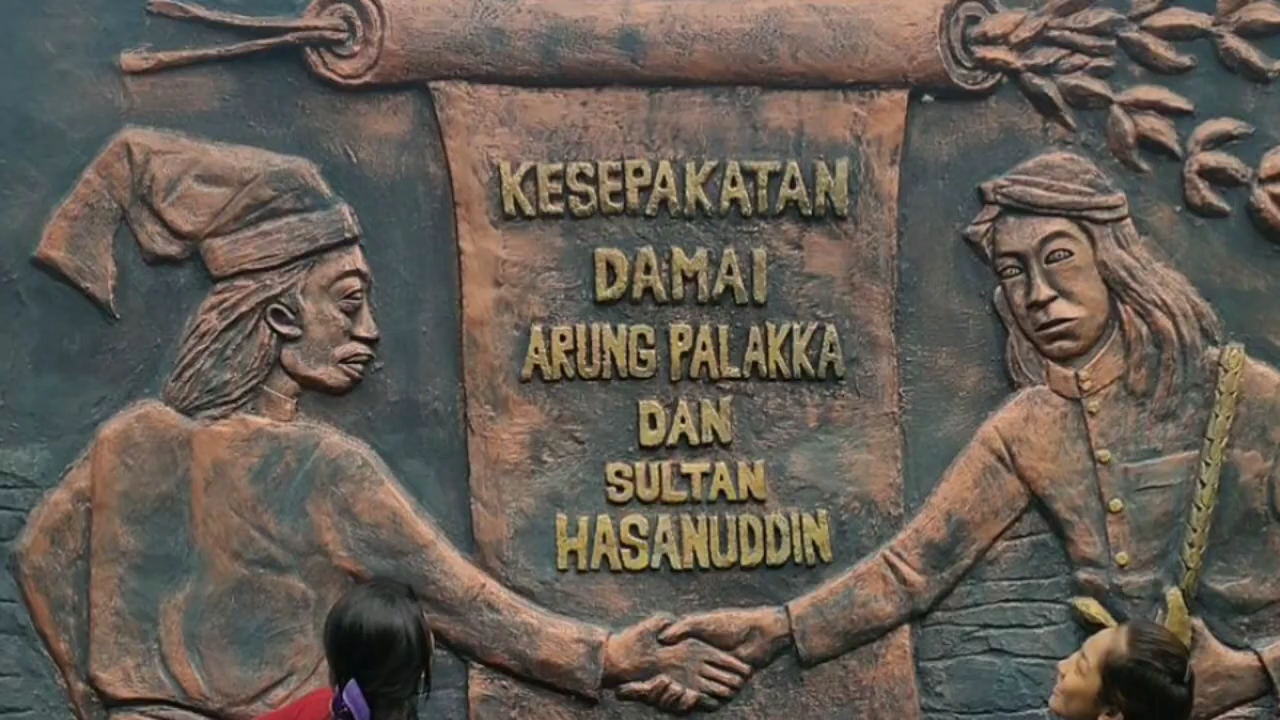 KESEPAKATAN
DAMAI
ARUNG PALAKKA
DAN
SULTAN
HASANUDDIN